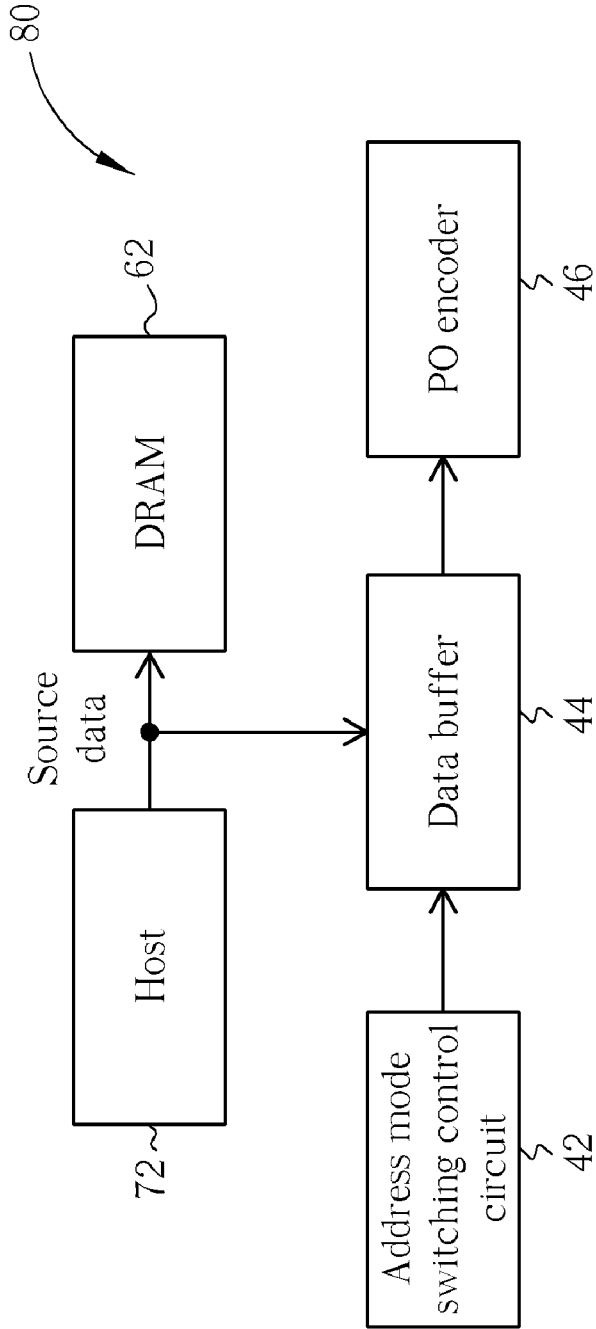 80
Source
data
72
Host
DRAM
62
Address mode
switching control
circuit
42
Data buffer
44
PO encoder
46